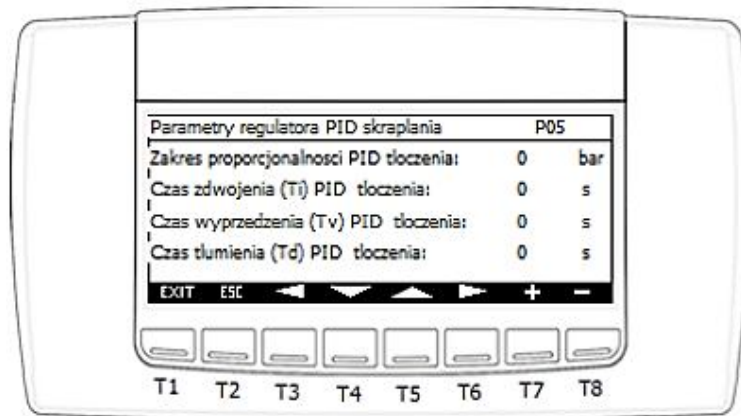 Parametry regulatora PID skraplania P05
Zakres proporcjonalnosci PID tloczenia: 0 bar
Czas zdwojenia (Ti) PID tloczenia: 0 s
Czas wyprzedzenia (Tv) PID tloczenia: 0 s
Czas tlumienia (Td) PID tloczenia: 0 s
EXIT ESC + −
T1 T2 T3 T4 T5 T6 T7 T8